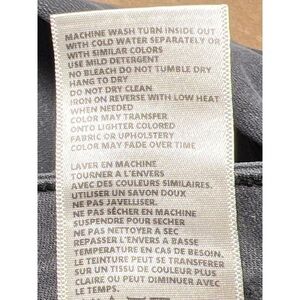 MACHINE WASH TURN INSIDE OUT
WITH COLD WATER SEPARATELY OR
WITH SIMILAR COLORS
USE MILD DETERGENT
NO BLEACH DO NOT TUMBLE DRY
HANG TO DRY
DO NOT DRY CLEAN
IRON ON REVERSE WITH LOW HEAT
WHEN NEEDED
COLOR MAY TRANSFER
ONTO LIGHTER COLORED
FABRIC OR UPHOLSTERY
COLOR MAY FADE OVER TIME
LAVER EN MACHINE
TOURNER A L'ENVERS
AVEC DES COULEURS SIMILAIRES,
UTILISER UN SAVON DOUX
NE PAS JAVELLISER.
NE PAS SÈCHER EN MACHINE
SUSPENDRE POUR SÈCHER
NE PAS NETTOYER A SEC
REPASSER L'ENVERS A BASSE
TEMPERATURE EN CAS DE BESOIN.
LE TEINTURE PEUT SE TRANSFERER
SUR UN TISSU DE COULEUR PLUS
CLAIRE OU PEUT DIMINUER AVEC
LE TEMPS.